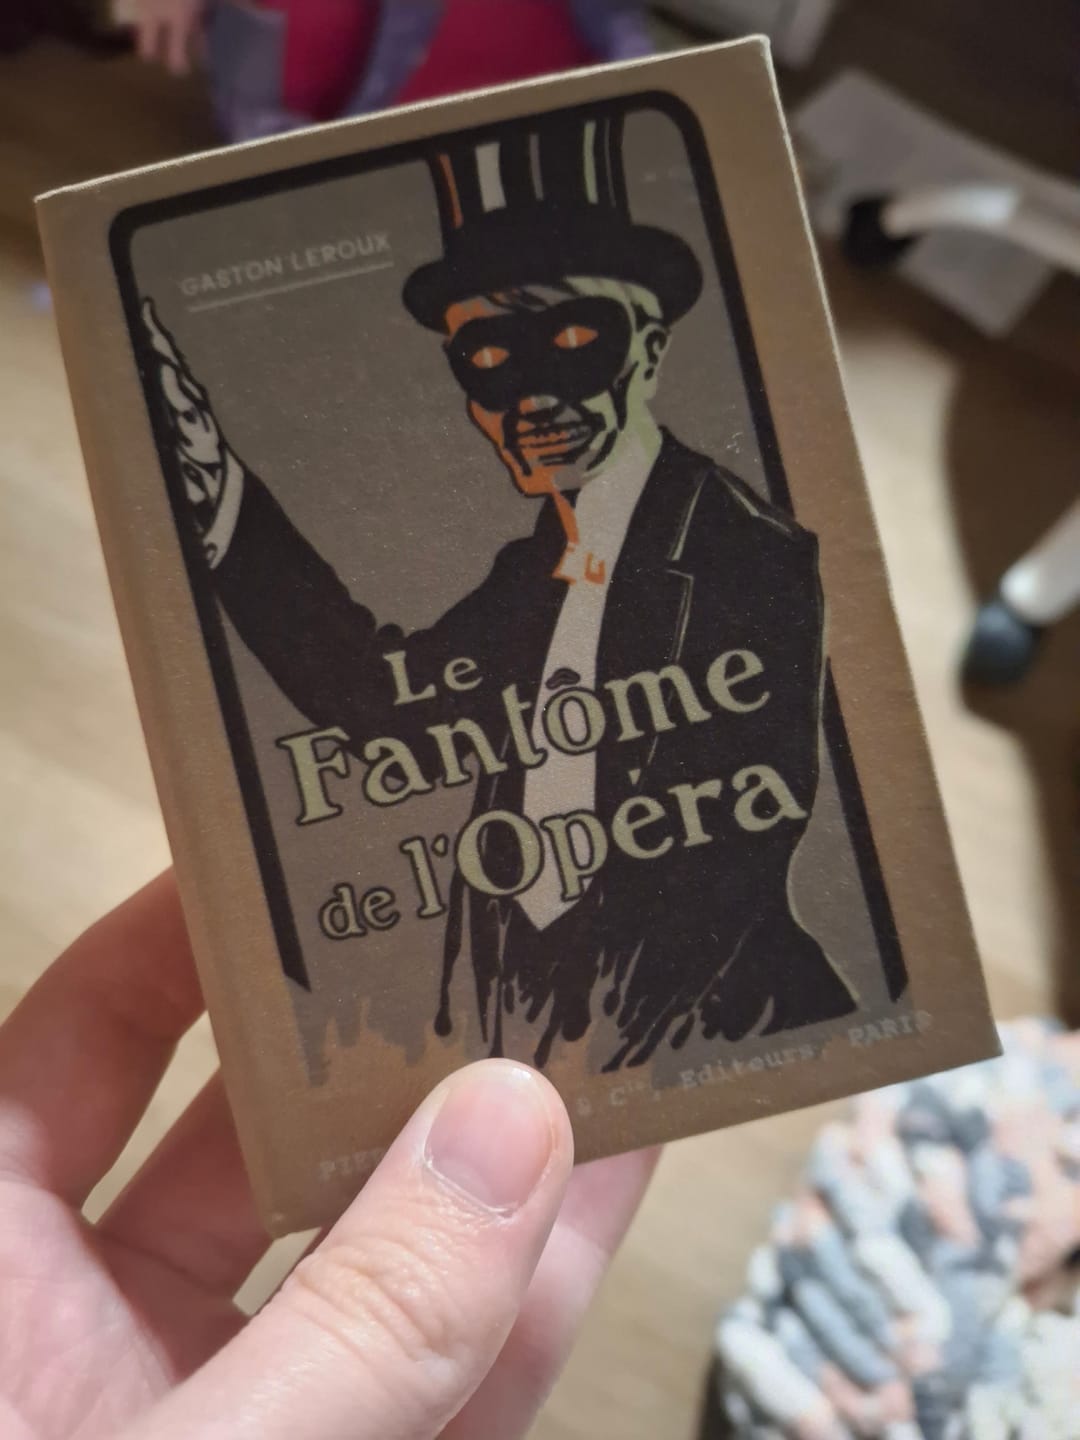 GASTON LEROUX
Le
Fantôme
de l'Opéra
& Cie, Editeurs, PARIS